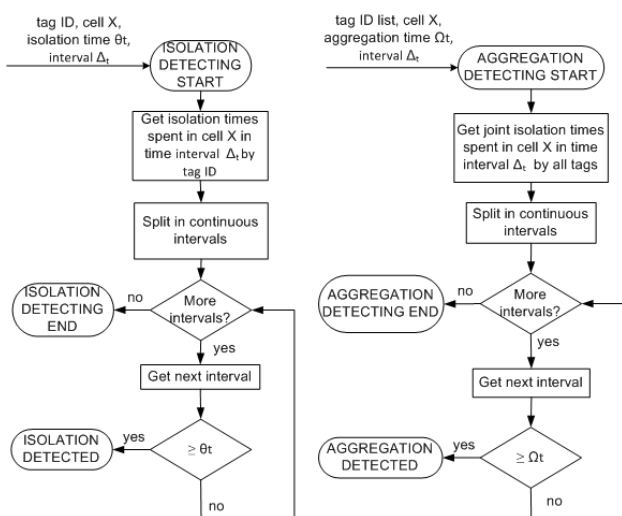 tag ID, cell X,
isolation time θt,
interval Δt
ISOLATION
DETECTING
START
Get isolation times
spent in cell X in
time interval Δt by
tag ID
Split in continuous
intervals
More
intervals?
no
ISOLATION
DETECTING
END
yes
Get next interval
≥ θt
yes
ISOLATION
DETECTED
no
tag ID list, cell X,
aggregation time Ωt,
interval Δt
AGGREGATION
DETECTING START
Get joint isolation times
spent in cell X in time
interval Δt by all tags
Split in continuous
intervals
More
intervals?
no
AGGREGATION
DETECTING END
yes
Get next interval
≥ Ωt
yes
AGGREGATION
DETECTED
no